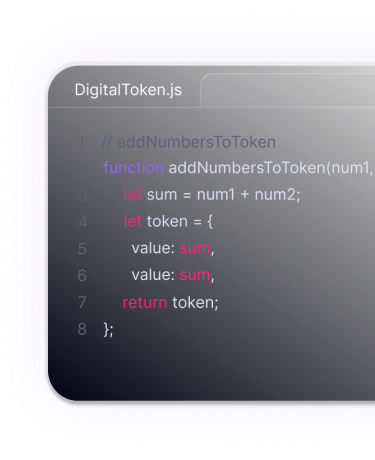 DigitalToken.js
1 // addNumbersToToken
function addNumbersToToken(num1,
3 let sum = num1 + num2;
4 let token = {
5 value: sum,
6 value: sum,
7 return token;
8 };